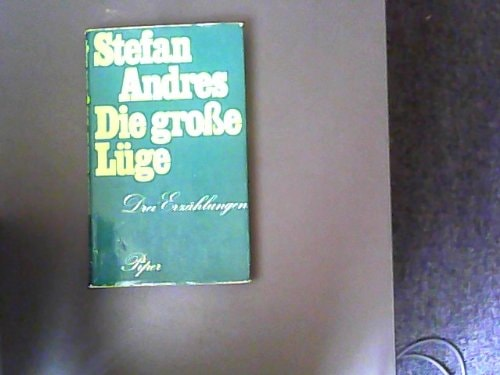 Stefan
Andres
Die große
Lüge
Drei Erzählungen
Piper